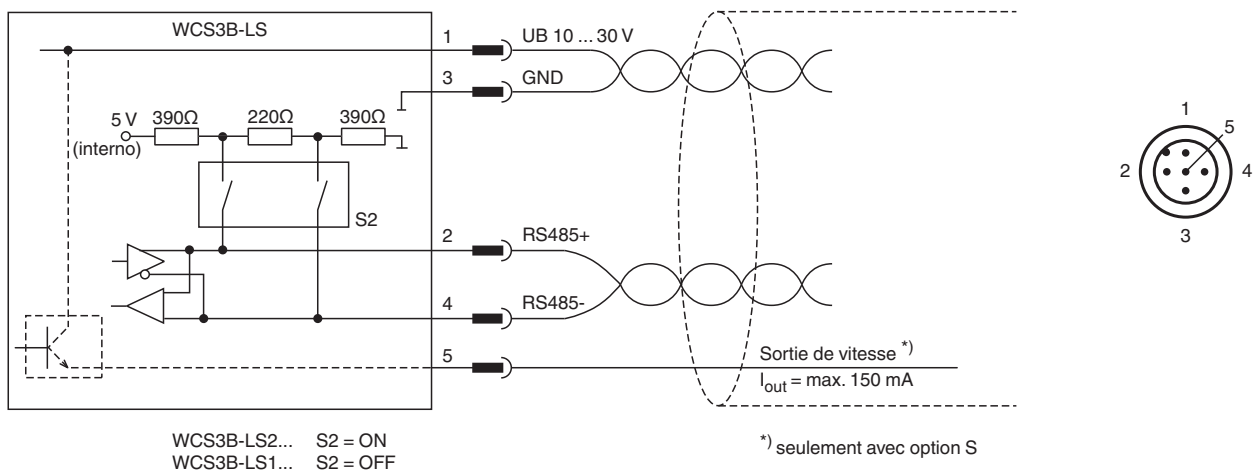 WCS3B-LS
1 UB 10 ... 30 V
3 GND
5 V 390Ω 220Ω 390Ω
(interno)
S2
2 RS485+
4 RS485-
5 Sortie de vitesse *)
Iout = max. 150 mA
WCS3B-LS2... S2 = ON
WCS3B-LS1... S2 = OFF
*) seulement avec option S
1
5
2 4
3